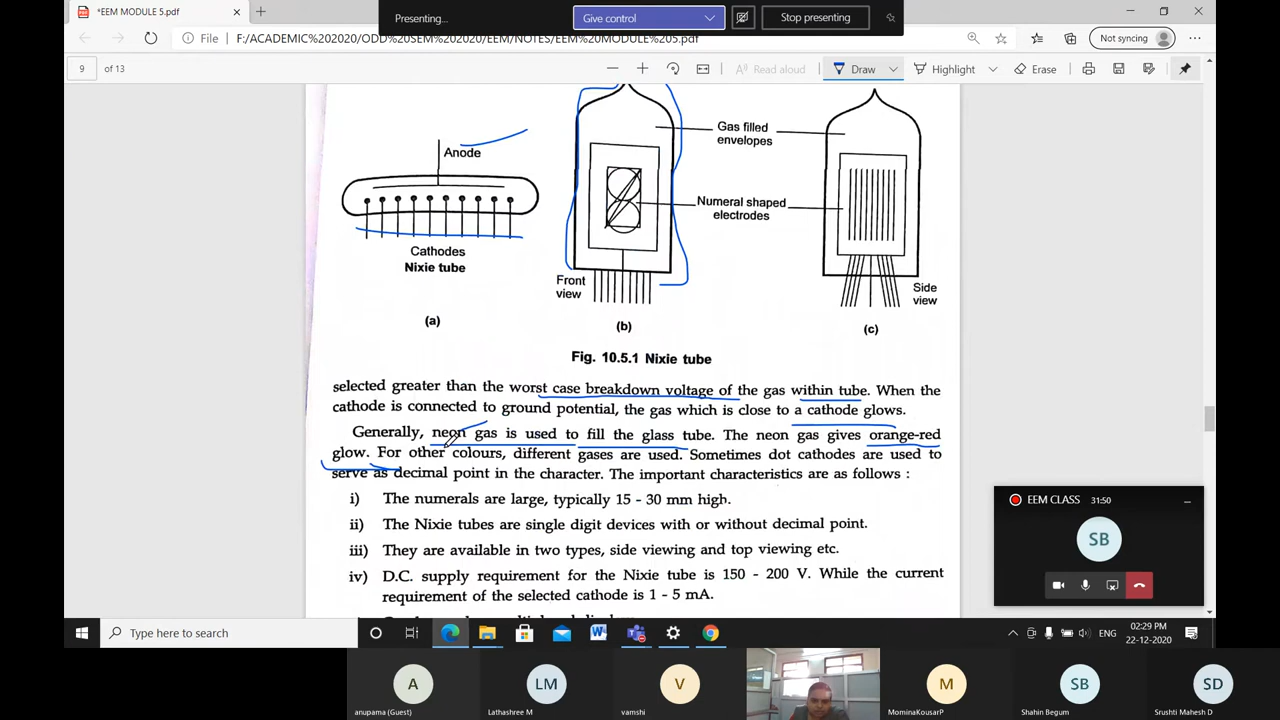 *EEM MODULE 5.pdf
Presenting...
Give control
Stop presenting
File
F:/ACADEMIC%202020/ODD%20SEM%202020/EEM/NOTES/EEM%20MODULE%205.pdf
Not syncing
9 of 13
Read aloud
Draw
Highlight
Erase
Anode
Cathodes
Nixie tube
(a)
Front view
(b)
Gas filled envelopes
Numeral shaped electrodes
Side view
(c)
Fig. 10.5.1 Nixie tube
selected greater than the worst case breakdown voltage of the gas within tube. When the
cathode is connected to ground potential, the gas which is close to a cathode glows.
Generally, neon gas is used to fill the glass tube. The neon gas gives orange-red
glow. For other colours, different gases are used. Sometimes dot cathodes are used to
serve as decimal point in the character. The important characteristics are as follows :
i) The numerals are large, typically 15 - 30 mm high.
ii) The Nixie tubes are single digit devices with or without decimal point.
iii) They are available in two types, side viewing and top viewing etc.
iv) D.C. supply requirement for the Nixie tube is 150 - 200 V. While the current
requirement of the selected cathode is 1 - 5 mA.
EEM CLASS
31:50
SB
Type here to search
ENG
02:29 PM
22-12-2020
A
anupama (Guest)
LM
Lathashree M
V
vamshi
M
MominaKousarP
SB
Shahin Begum
SD
Srushti Mahesh D